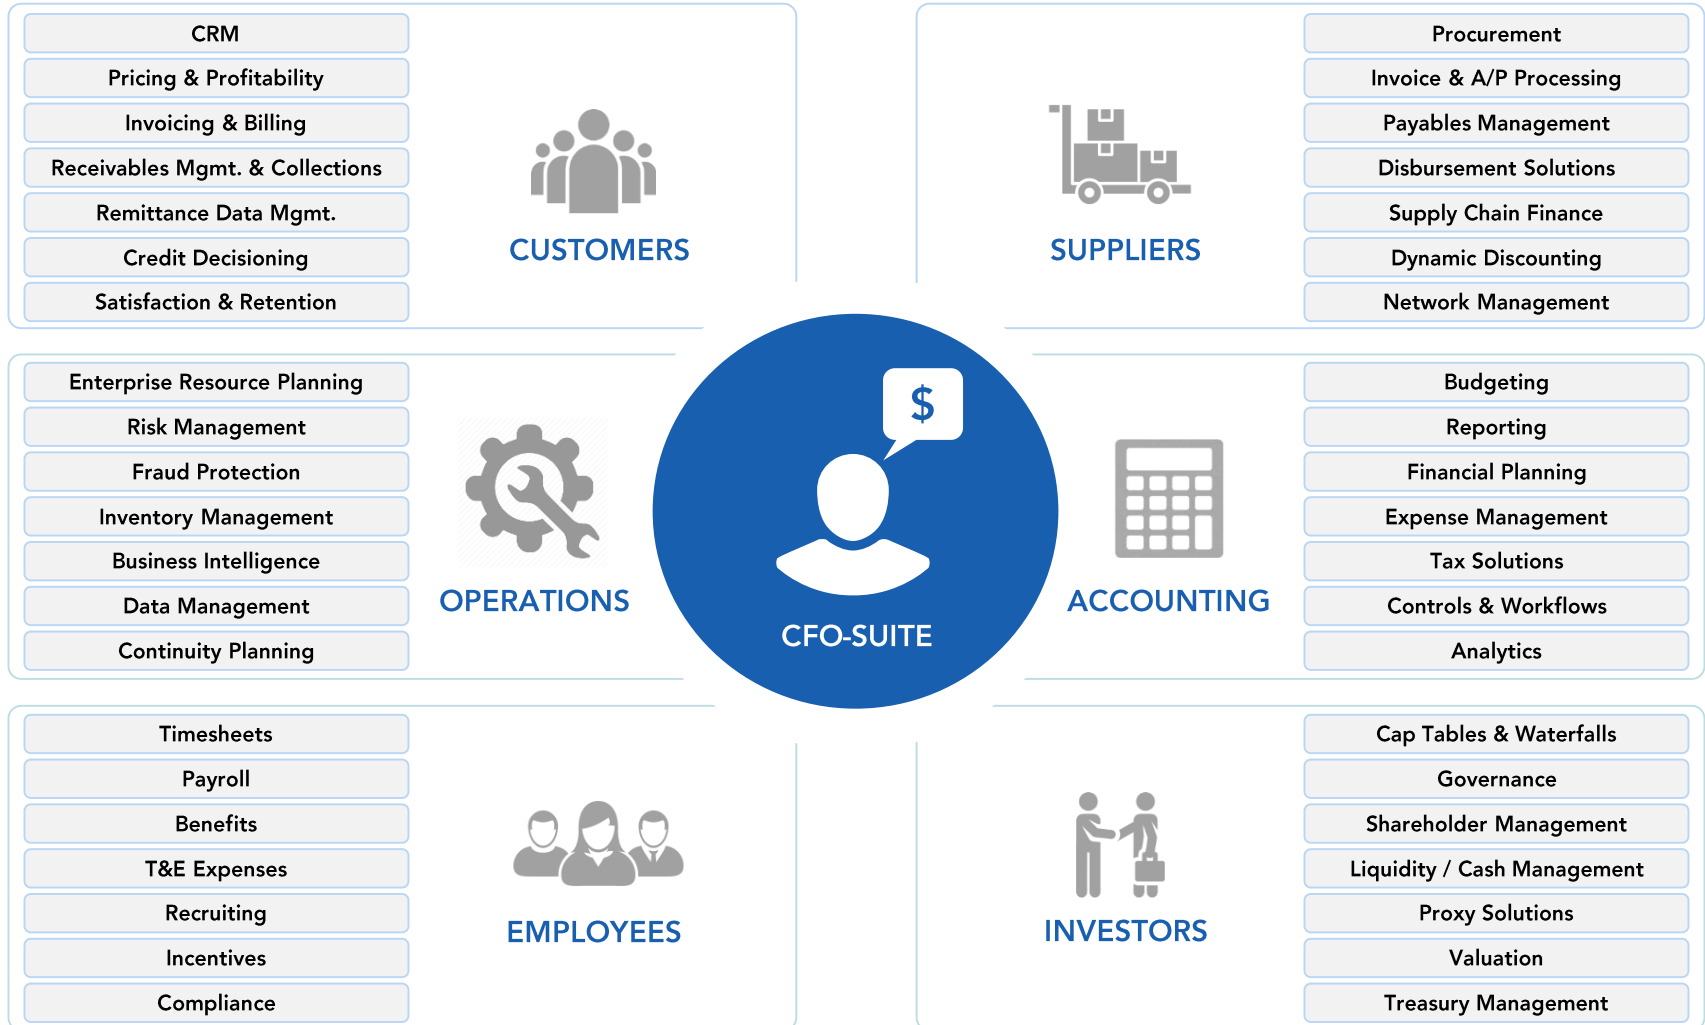 CRM
Pricing & Profitability
Invoicing & Billing
Receivables Mgmt. & Collections
Remittance Data Mgmt.
Credit Decisioning
Satisfaction & Retention
CUSTOMERS
SUPPLIERS
Procurement
Invoice & A/P Processing
Payables Management
Disbursement Solutions
Supply Chain Finance
Dynamic Discounting
Network Management
Enterprise Resource Planning
Risk Management
Fraud Protection
Inventory Management
Business Intelligence
Data Management
Continuity Planning
OPERATIONS
$
CFO-SUITE
ACCOUNTING
Budgeting
Reporting
Financial Planning
Expense Management
Tax Solutions
Controls & Workflows
Analytics
Timesheets
Payroll
Benefits
T&E Expenses
Recruiting
Incentives
Compliance
EMPLOYEES
INVESTORS
Cap Tables & Waterfalls
Governance
Shareholder Management
Liquidity / Cash Management
Proxy Solutions
Valuation
Treasury Management